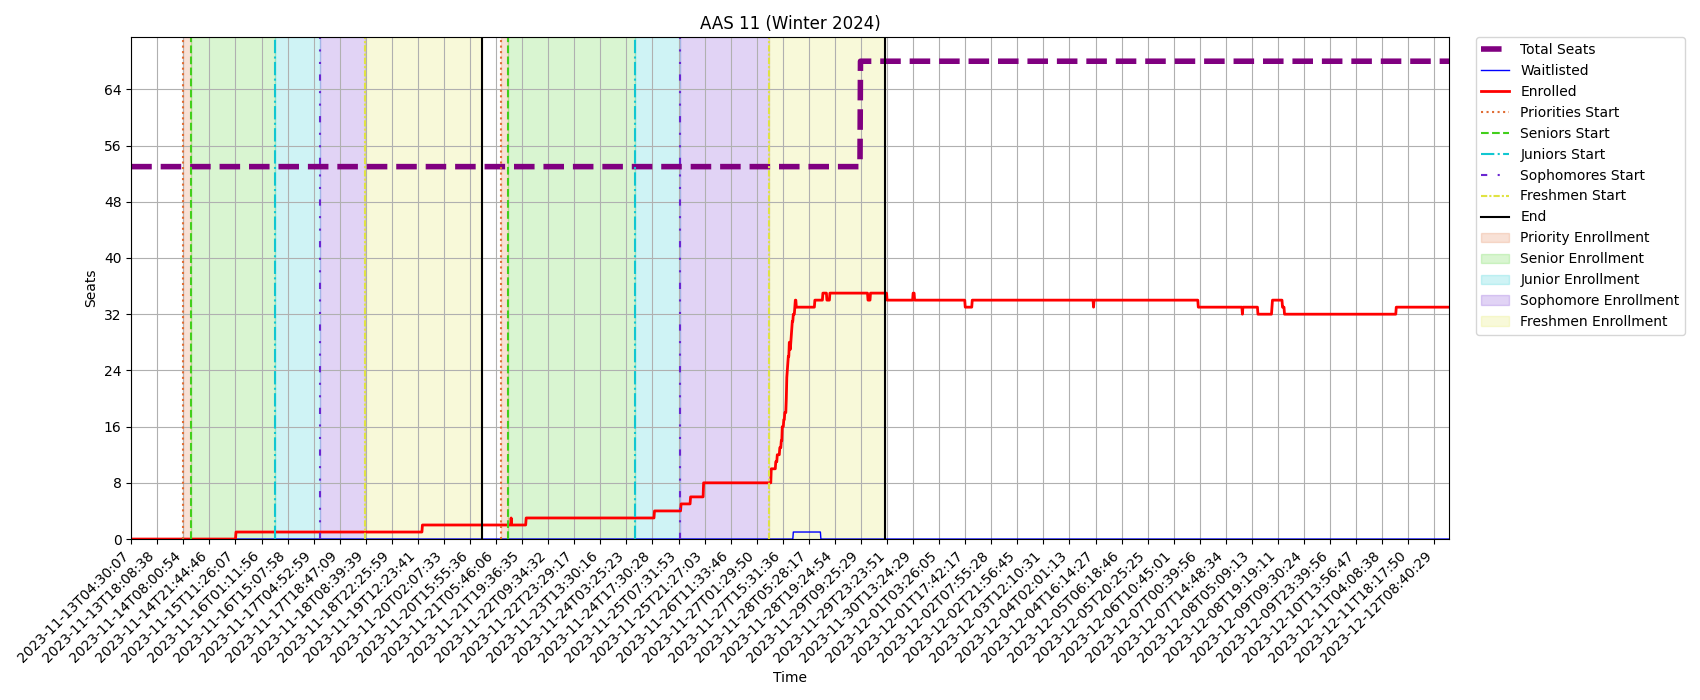 AAS 11 (Winter 2024)
Seats
64
56
48
40
32
24
16
8
0
2023-11-13T04:30:07
2023-11-13T18:08:38
2023-11-14T08:00:54
2023-11-14T21:44:46
2023-11-15T11:26:07
2023-11-16T01:11:56
2023-11-16T15:07:58
2023-11-17T04:52:59
2023-11-17T18:47:09
2023-11-18T08:39:39
2023-11-18T22:25:59
2023-11-19T12:23:41
2023-11-20T02:07:33
2023-11-20T15:55:36
2023-11-21T05:46:06
2023-11-21T19:36:35
2023-11-22T09:34:32
2023-11-22T23:29:17
2023-11-23T13:30:16
2023-11-24T03:25:23
2023-11-24T17:30:28
2023-11-25T07:31:53
2023-11-25T21:27:03
2023-11-26T11:33:46
2023-11-27T01:29:50
2023-11-27T15:31:36
2023-11-28T05:28:17
2023-11-28T19:24:54
2023-11-29T09:25:29
2023-11-29T23:23:51
2023-11-30T13:24:29
2023-12-01T03:26:05
2023-12-01T17:42:17
2023-12-02T07:55:28
2023-12-02T21:56:45
2023-12-03T12:10:31
2023-12-04T02:01:13
2023-12-04T16:14:27
2023-12-05T06:18:46
2023-12-05T20:25:25
2023-12-06T10:45:01
2023-12-07T00:39:56
2023-12-07T14:48:34
2023-12-08T05:09:13
2023-12-08T19:19:11
2023-12-09T09:30:24
2023-12-09T23:39:56
2023-12-10T13:56:47
2023-12-11T04:08:38
2023-12-11T18:17:50
2023-12-12T08:40:29
Time
Total Seats
Waitlisted
Enrolled
Priorities Start
Seniors Start
Juniors Start
Sophomores Start
Freshmen Start
End
Priority Enrollment
Senior Enrollment
Junior Enrollment
Sophomore Enrollment
Freshmen Enrollment